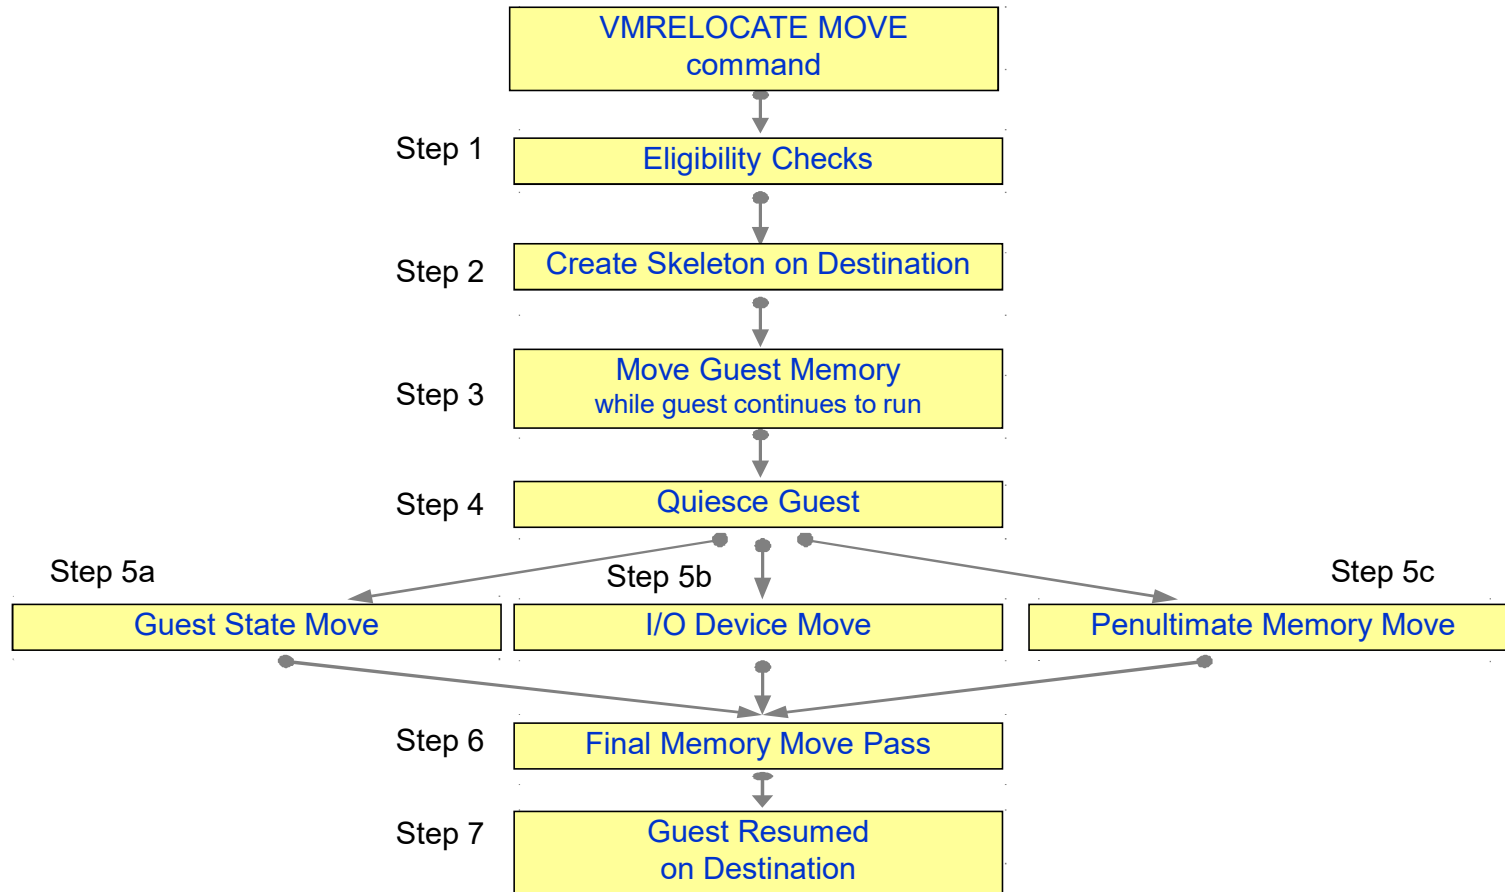 VMRELOCATE MOVE
command
Step 1
Eligibility Checks
Step 2
Create Skeleton on Destination
Step 3
Move Guest Memory
while guest continues to run
Step 4
Quiesce Guest
Step 5a
Step 5b
Step 5c
Guest State Move
I/O Device Move
Penultimate Memory Move
Step 6
Final Memory Move Pass
Step 7
Guest Resumed
on Destination